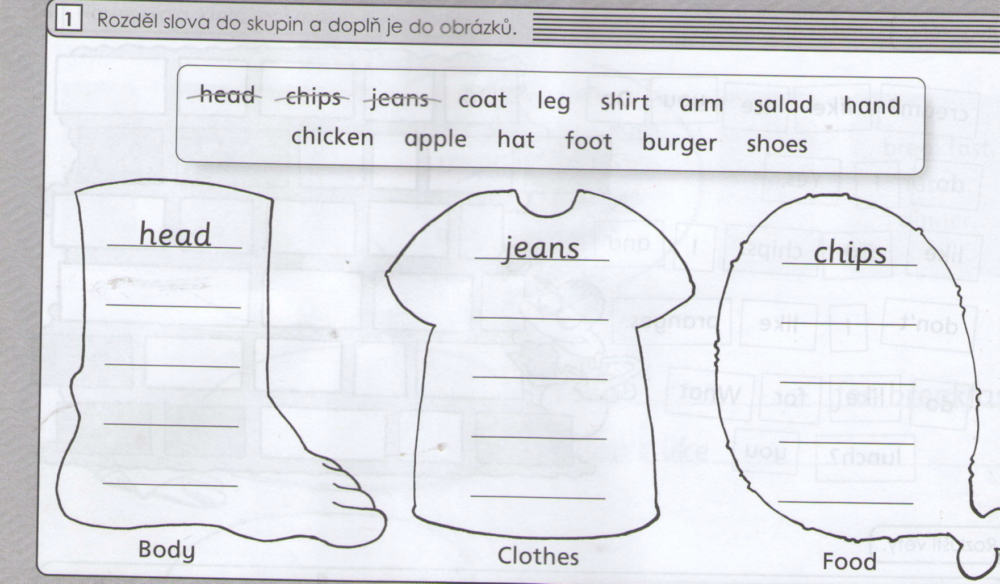 1 Rozděl slova do skupin a doplň je do obrázků.
head chips jeans coat leg shirt arm salad hand
chicken apple hat foot burger shoes
head
jeans
chips
Body
Clothes
Food